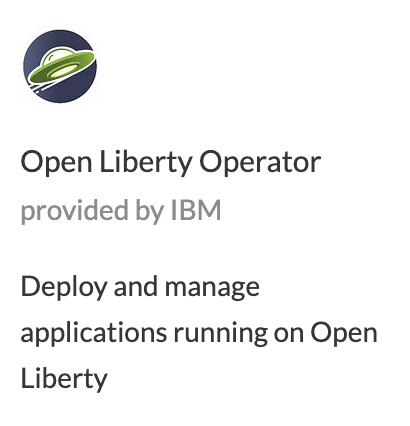 Open Liberty Operator
provided by IBM
Deploy and manage
applications running on Open
Liberty